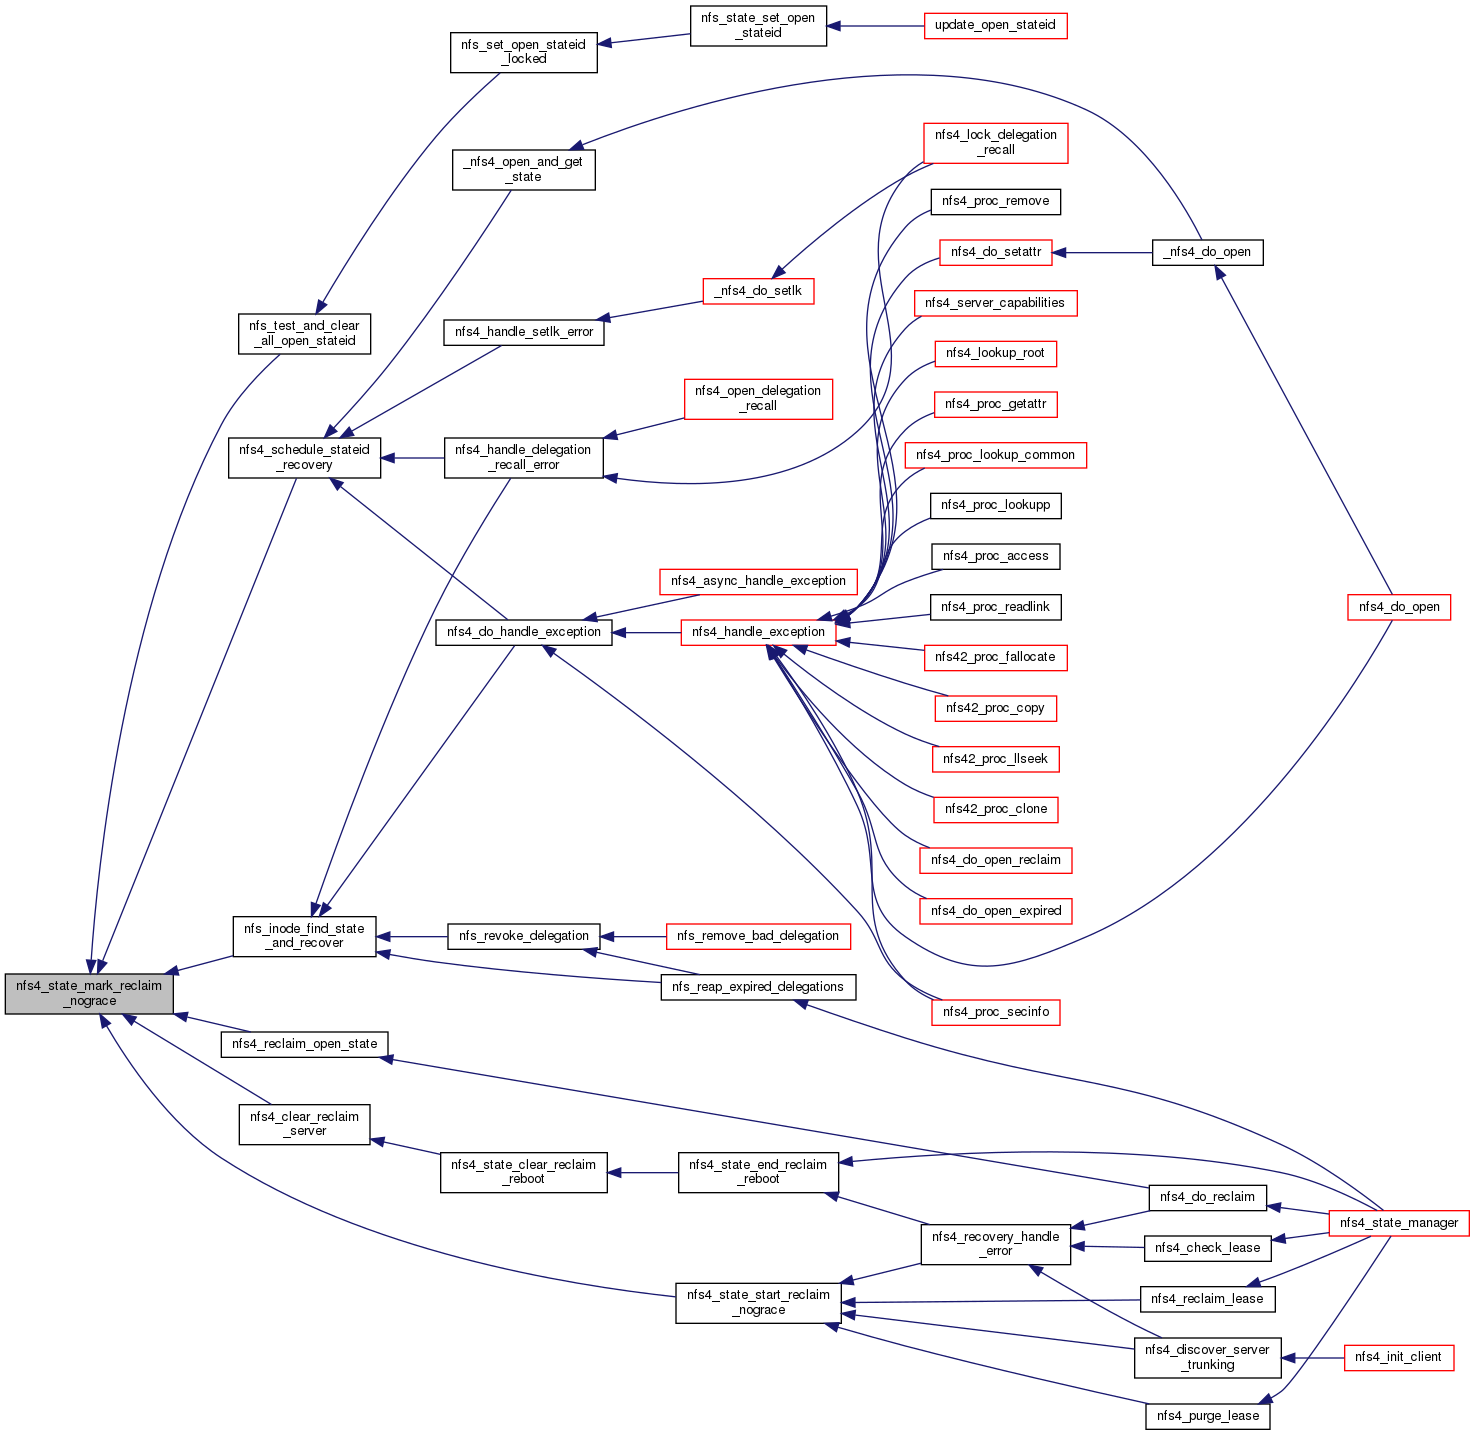 nfs_state_set_open
_stateid
update_open_stateid
nfs_set_open_stateid
_locked
nfs4_lock_delegation
_recall
_nfs4_open_and_get
_state
nfs4_proc_remove
nfs4_do_setattr
_nfs4_do_open
_nfs4_do_setlk
nfs4_server_capabilities
nfs_test_and_clear
_all_open_stateid
nfs4_handle_setlk_error
nfs4_lookup_root
nfs4_open_delegation
_recall
nfs4_proc_getattr
nfs4_schedule_stateid
_recovery
nfs4_handle_delegation
_recall_error
nfs4_proc_lookup_common
nfs4_proc_lookupp
nfs4_proc_access
nfs4_async_handle_exception
nfs4_proc_readlink
nfs4_do_open
nfs4_do_handle_exception
nfs4_handle_exception
nfs42_proc_fallocate
nfs42_proc_copy
nfs42_proc_llseek
nfs42_proc_clone
nfs4_do_open_reclaim
nfs4_do_open_expired
nfs_inode_find_state
_and_recover
nfs_revoke_delegation
nfs_remove_bad_delegation
nfs4_state_mark_reclaim
_nograce
nfs_reap_expired_delegations
nfs4_proc_secinfo
nfs4_reclaim_open_state
nfs4_clear_reclaim
_server
nfs4_state_clear_reclaim
_reboot
nfs4_state_end_reclaim
_reboot
nfs4_do_reclaim
nfs4_state_manager
nfs4_recovery_handle
_error
nfs4_check_lease
nfs4_state_start_reclaim
_nograce
nfs4_reclaim_lease
nfs4_discover_server
_trunking
nfs4_init_client
nfs4_purge_lease